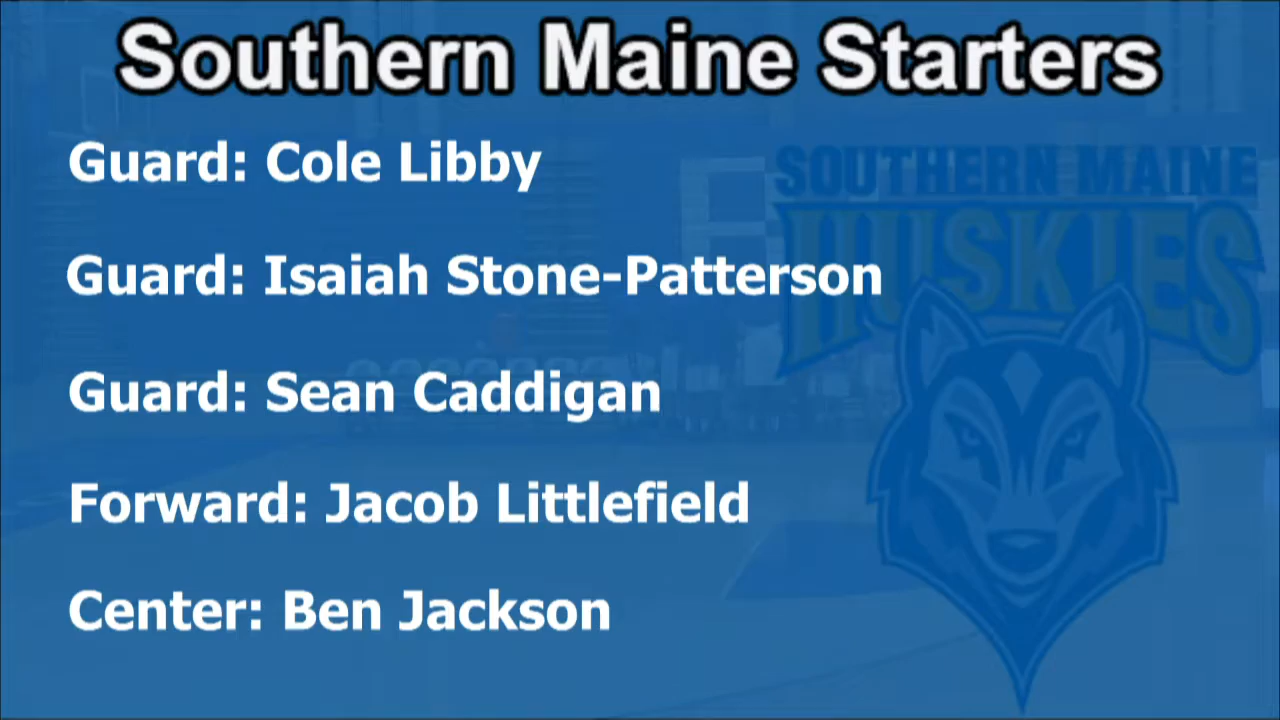 Southern Maine Starters
Guard: Cole Libby
SOUTHERN MAINE
HUSKIES
Guard: Isaiah Stone-Patterson
Guard: Sean Caddigan
Forward: Jacob Littlefield
Center: Ben Jackson